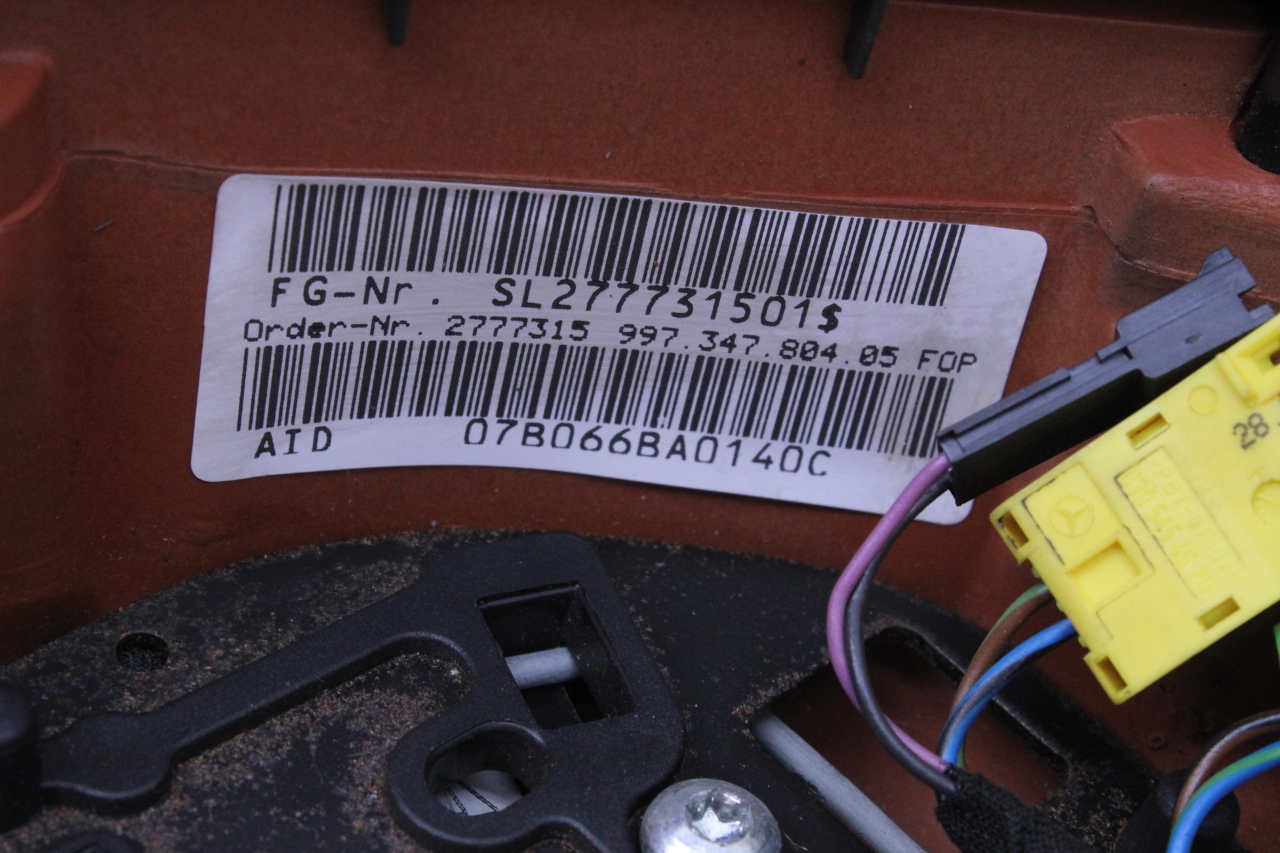 FG-Nr. SL277731501$
Order-Nr. 2777315 997.347.804.05 FOP
AID 07B066BA0140C
28